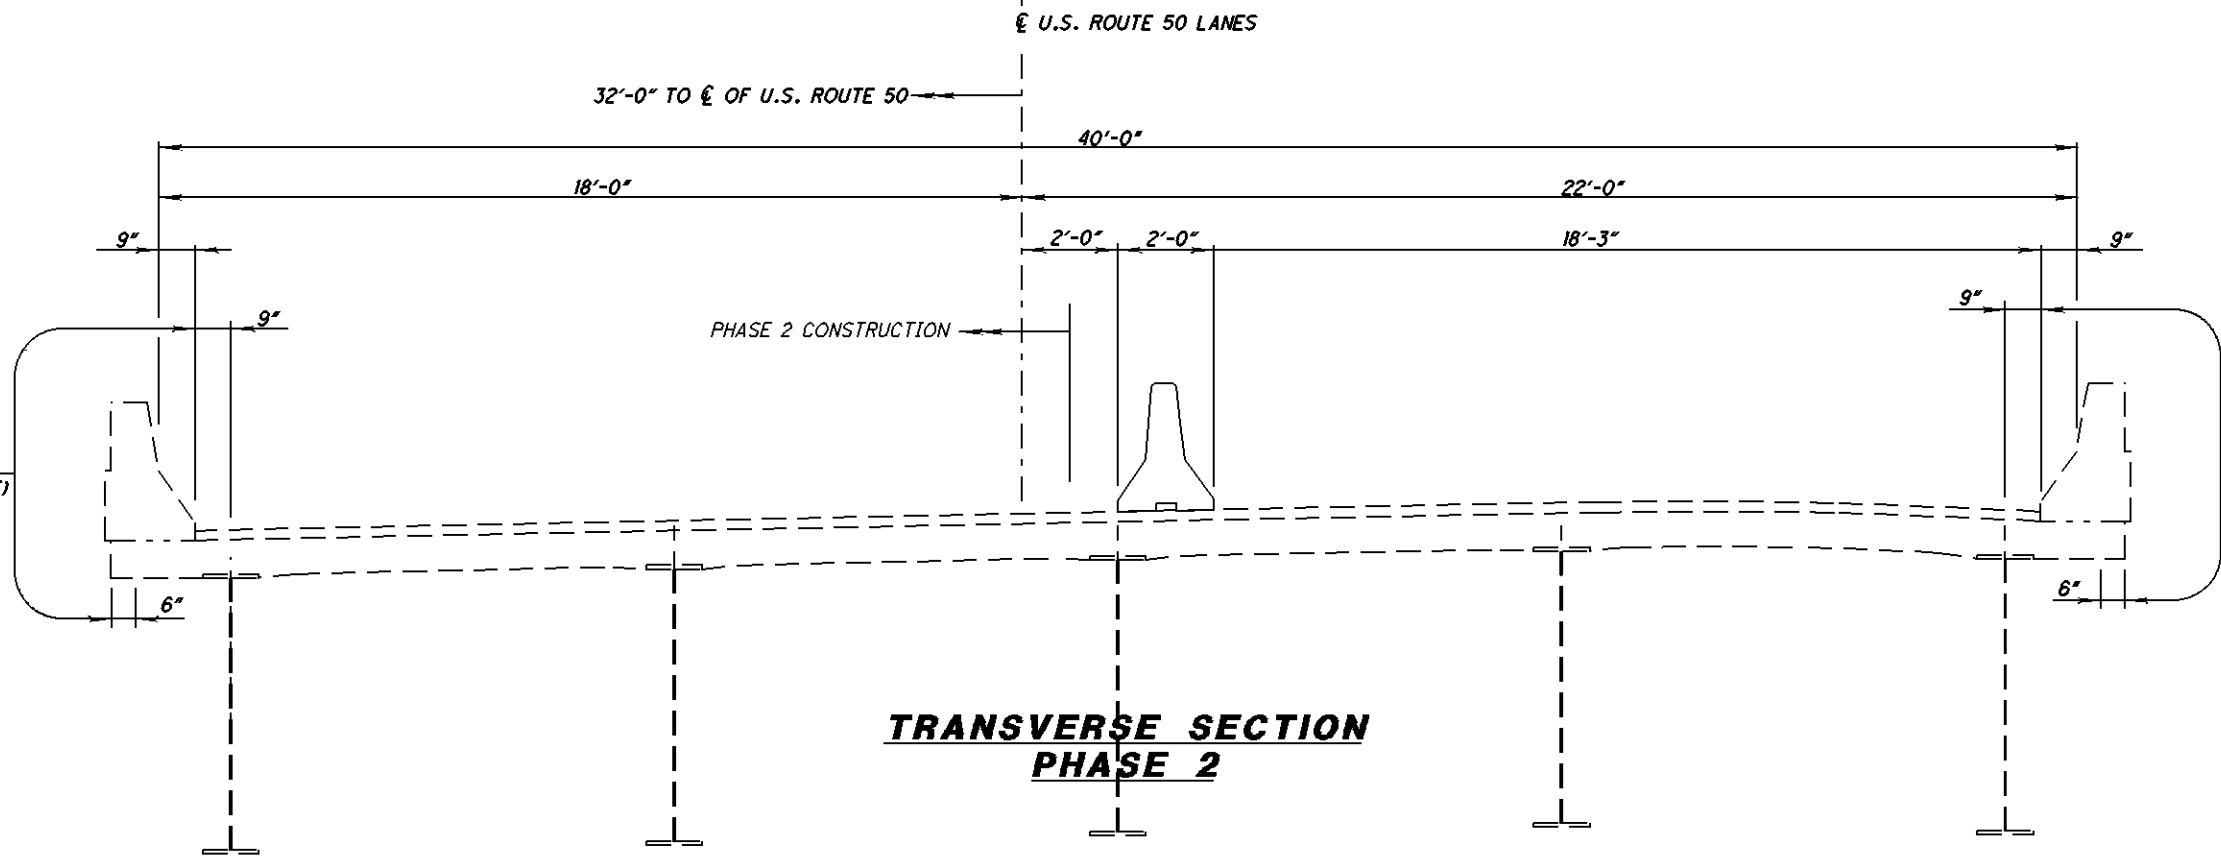 ℄ U.S. ROUTE 50 LANES
32'-0" TO ℄ OF U.S. ROUTE 50
40'-0"
18'-0"
22'-0"
9"
2'-0"
2'-0"
18'-3"
9"
9"
9"
PHASE 2 CONSTRUCTION
6"
6"
TRANSVERSE SECTION
PHASE 2